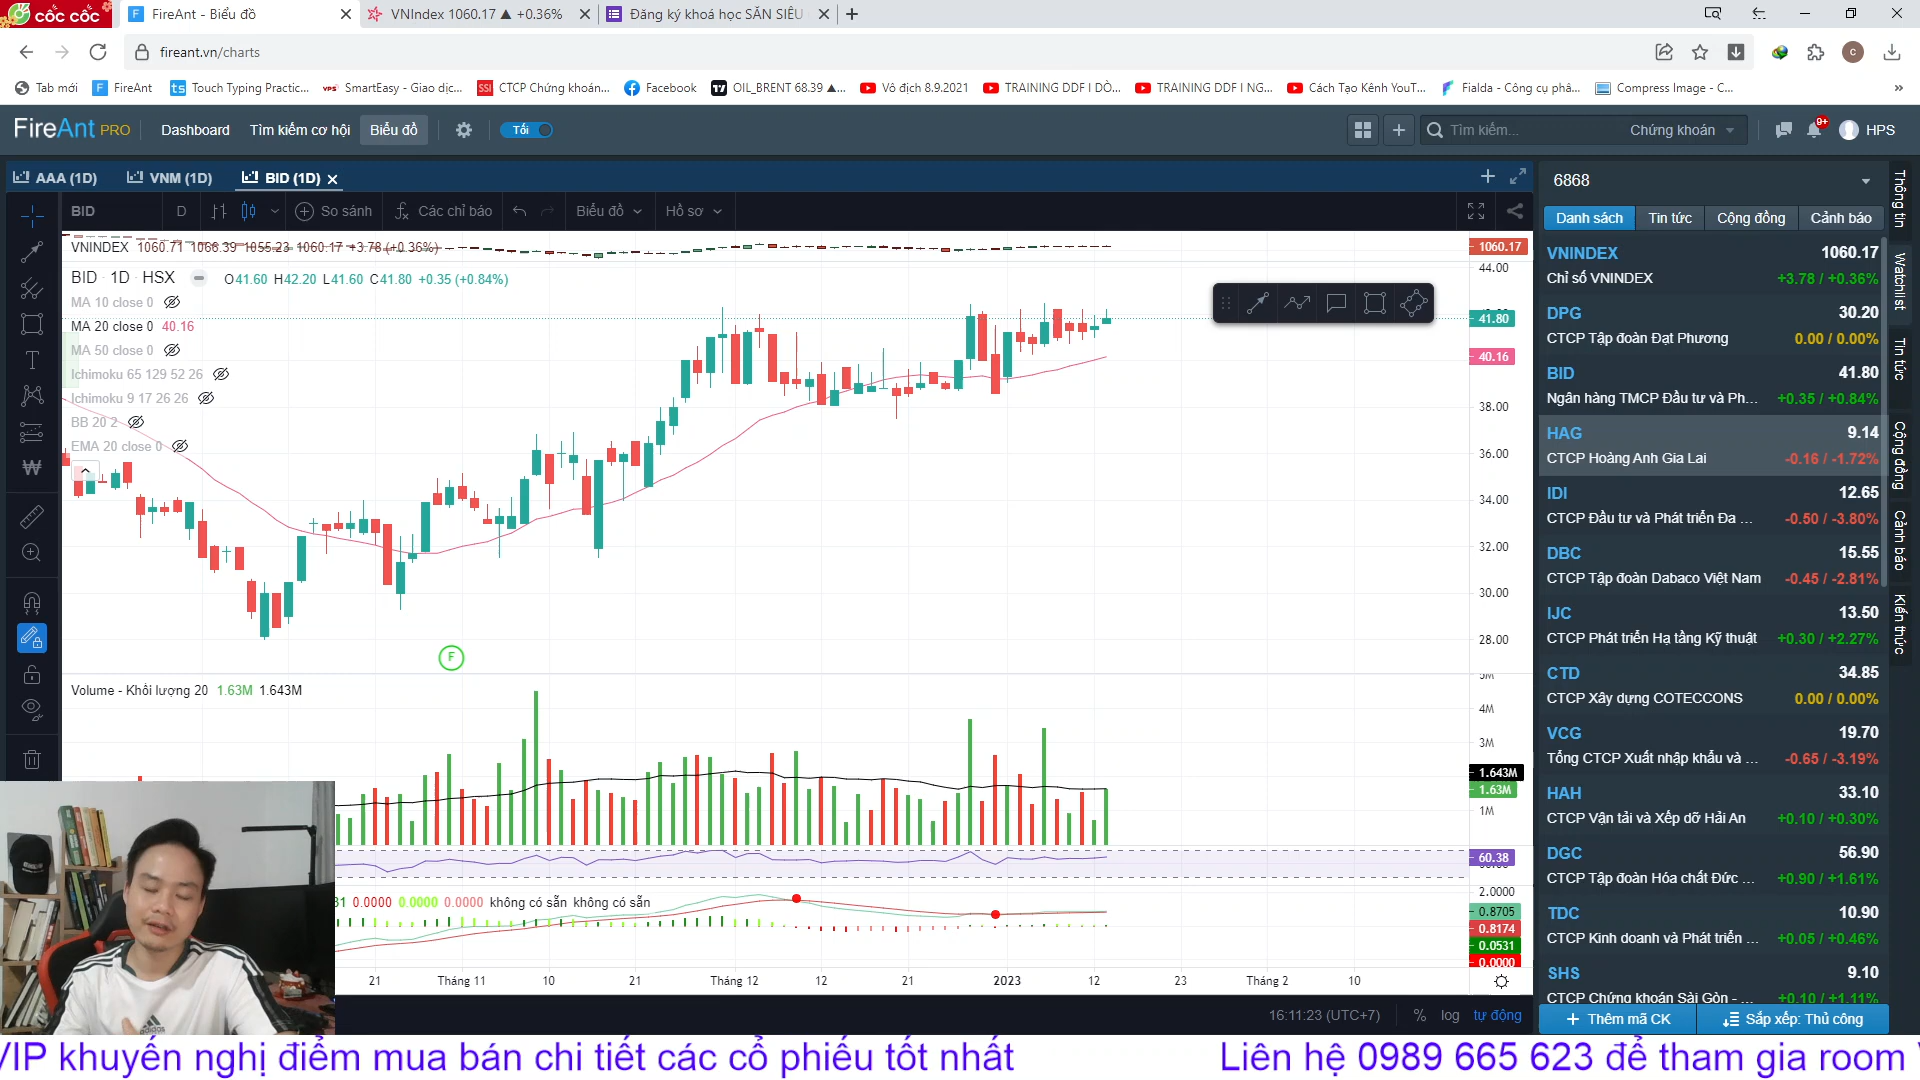 cốc cốc
FireAnt - Biểu đồ
VNIndex 1060.17 ▲ +0.36%
Đăng ký khoá học SĂN SIÊU
fireant.vn/charts
C
Tab mới
FireAnt
Touch Typing Practic...
SmartEasy - Giao dịc...
CTCP Chứng khoán...
Facebook
OIL_BRENT 68.39 ▲...
Vô địch 8.9.2021
TRAINING DDF I DÒ...
TRAINING DDF I NG...
Cách Tạo Kênh YouT...
Fialda - Công cụ phâ...
Compress Image - C...
FireAnt PRO
Dashboard
Tìm kiếm cơ hội
Biểu đồ
Tối
Tìm kiếm...
Chứng khoán
9+
HPS
AAA (1D)
VNM (1D)
BID (1D)
BID
D
So sánh
Các chỉ báo
Biểu đồ
Hồ sơ
VNINDEX 1060.71 1066.39 1055.23 1060.17 +3.78 (+0.36%)
BID · 1D · HSX
O41.60 H42.20 L41.60 C41.80 +0.35 (+0.84%)
MA 10 close 0
MA 20 close 0 40.16
MA 50 close 0
Ichimoku 65 129 52 26
Ichimoku 9 17 26 26
BB 20 2
EMA 20 close 0
F
1060.17
44.00
41.80
40.16
38.00
36.00
34.00
32.00
30.00
28.00
Volume - Khối lượng 20 1.63M 1.643M
5M
4M
3M
1.643M
1.63M
1M
60.38
31 0.0000 0.0000 0.0000 không có sẵn không có sẵn
2.0000
0.8705
0.8174
0.0531
0.0000
21
Tháng 11
10
21
Tháng 12
12
21
2023
12
23
Tháng 2
10
16:11:23 (UTC+7)
%
log
tự động
6868
Danh sách
Tin tức
Cộng đồng
Cảnh báo
VNINDEX 1060.17
Chỉ số VNINDEX +3.78 / +0.36%
DPG 30.20
CTCP Tập đoàn Đạt Phương 0.00 / 0.00%
BID 41.80
Ngân hàng TMCP Đầu tư và Ph... +0.35 / +0.84%
HAG 9.14
CTCP Hoàng Anh Gia Lai -0.16 / -1.72%
IDI 12.65
CTCP Đầu tư và Phát triển Đa ... -0.50 / -3.80%
DBC 15.55
CTCP Tập đoàn Dabaco Việt Nam -0.45 / -2.81%
IJC 13.50
CTCP Phát triển Hạ tầng Kỹ thuật +0.30 / +2.27%
CTD 34.85
CTCP Xây dựng COTECCONS 0.00 / 0.00%
VCG 19.70
Tổng CTCP Xuất nhập khẩu và ... -0.65 / -3.19%
HAH 33.10
CTCP Vận tải và Xếp dỡ Hải An +0.10 / +0.30%
DGC 56.90
CTCP Tập đoàn Hóa chất Đức ... +0.90 / +1.61%
TDC 10.90
CTCP Kinh doanh và Phát triển ... +0.05 / +0.46%
SHS 9.10
CTCP Chứng khoán Sài Gòn - ... +0.10 / +1.11%
Thêm mã CK
Sắp xếp: Thủ công
Thông tin
Watchlist
Tin tức
Cộng đồng
Cảnh báo
Kiến thức
adidas
VIP khuyến nghị điểm mua bán chi tiết các cổ phiếu tốt nhất
Liên hệ 0989 665 623 để tham gia room